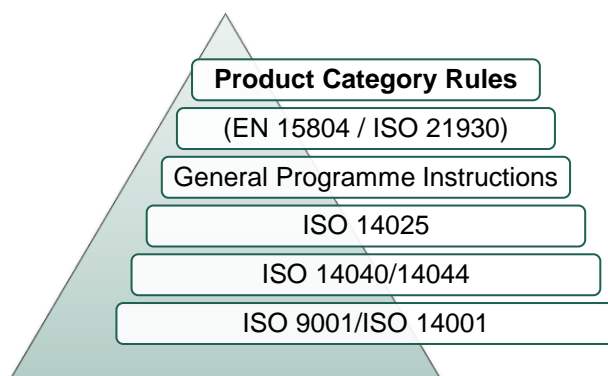 Product Category Rules
(EN 15804 / ISO 21930)
General Programme Instructions
ISO 14025
ISO 14040/14044
ISO 9001/ISO 14001